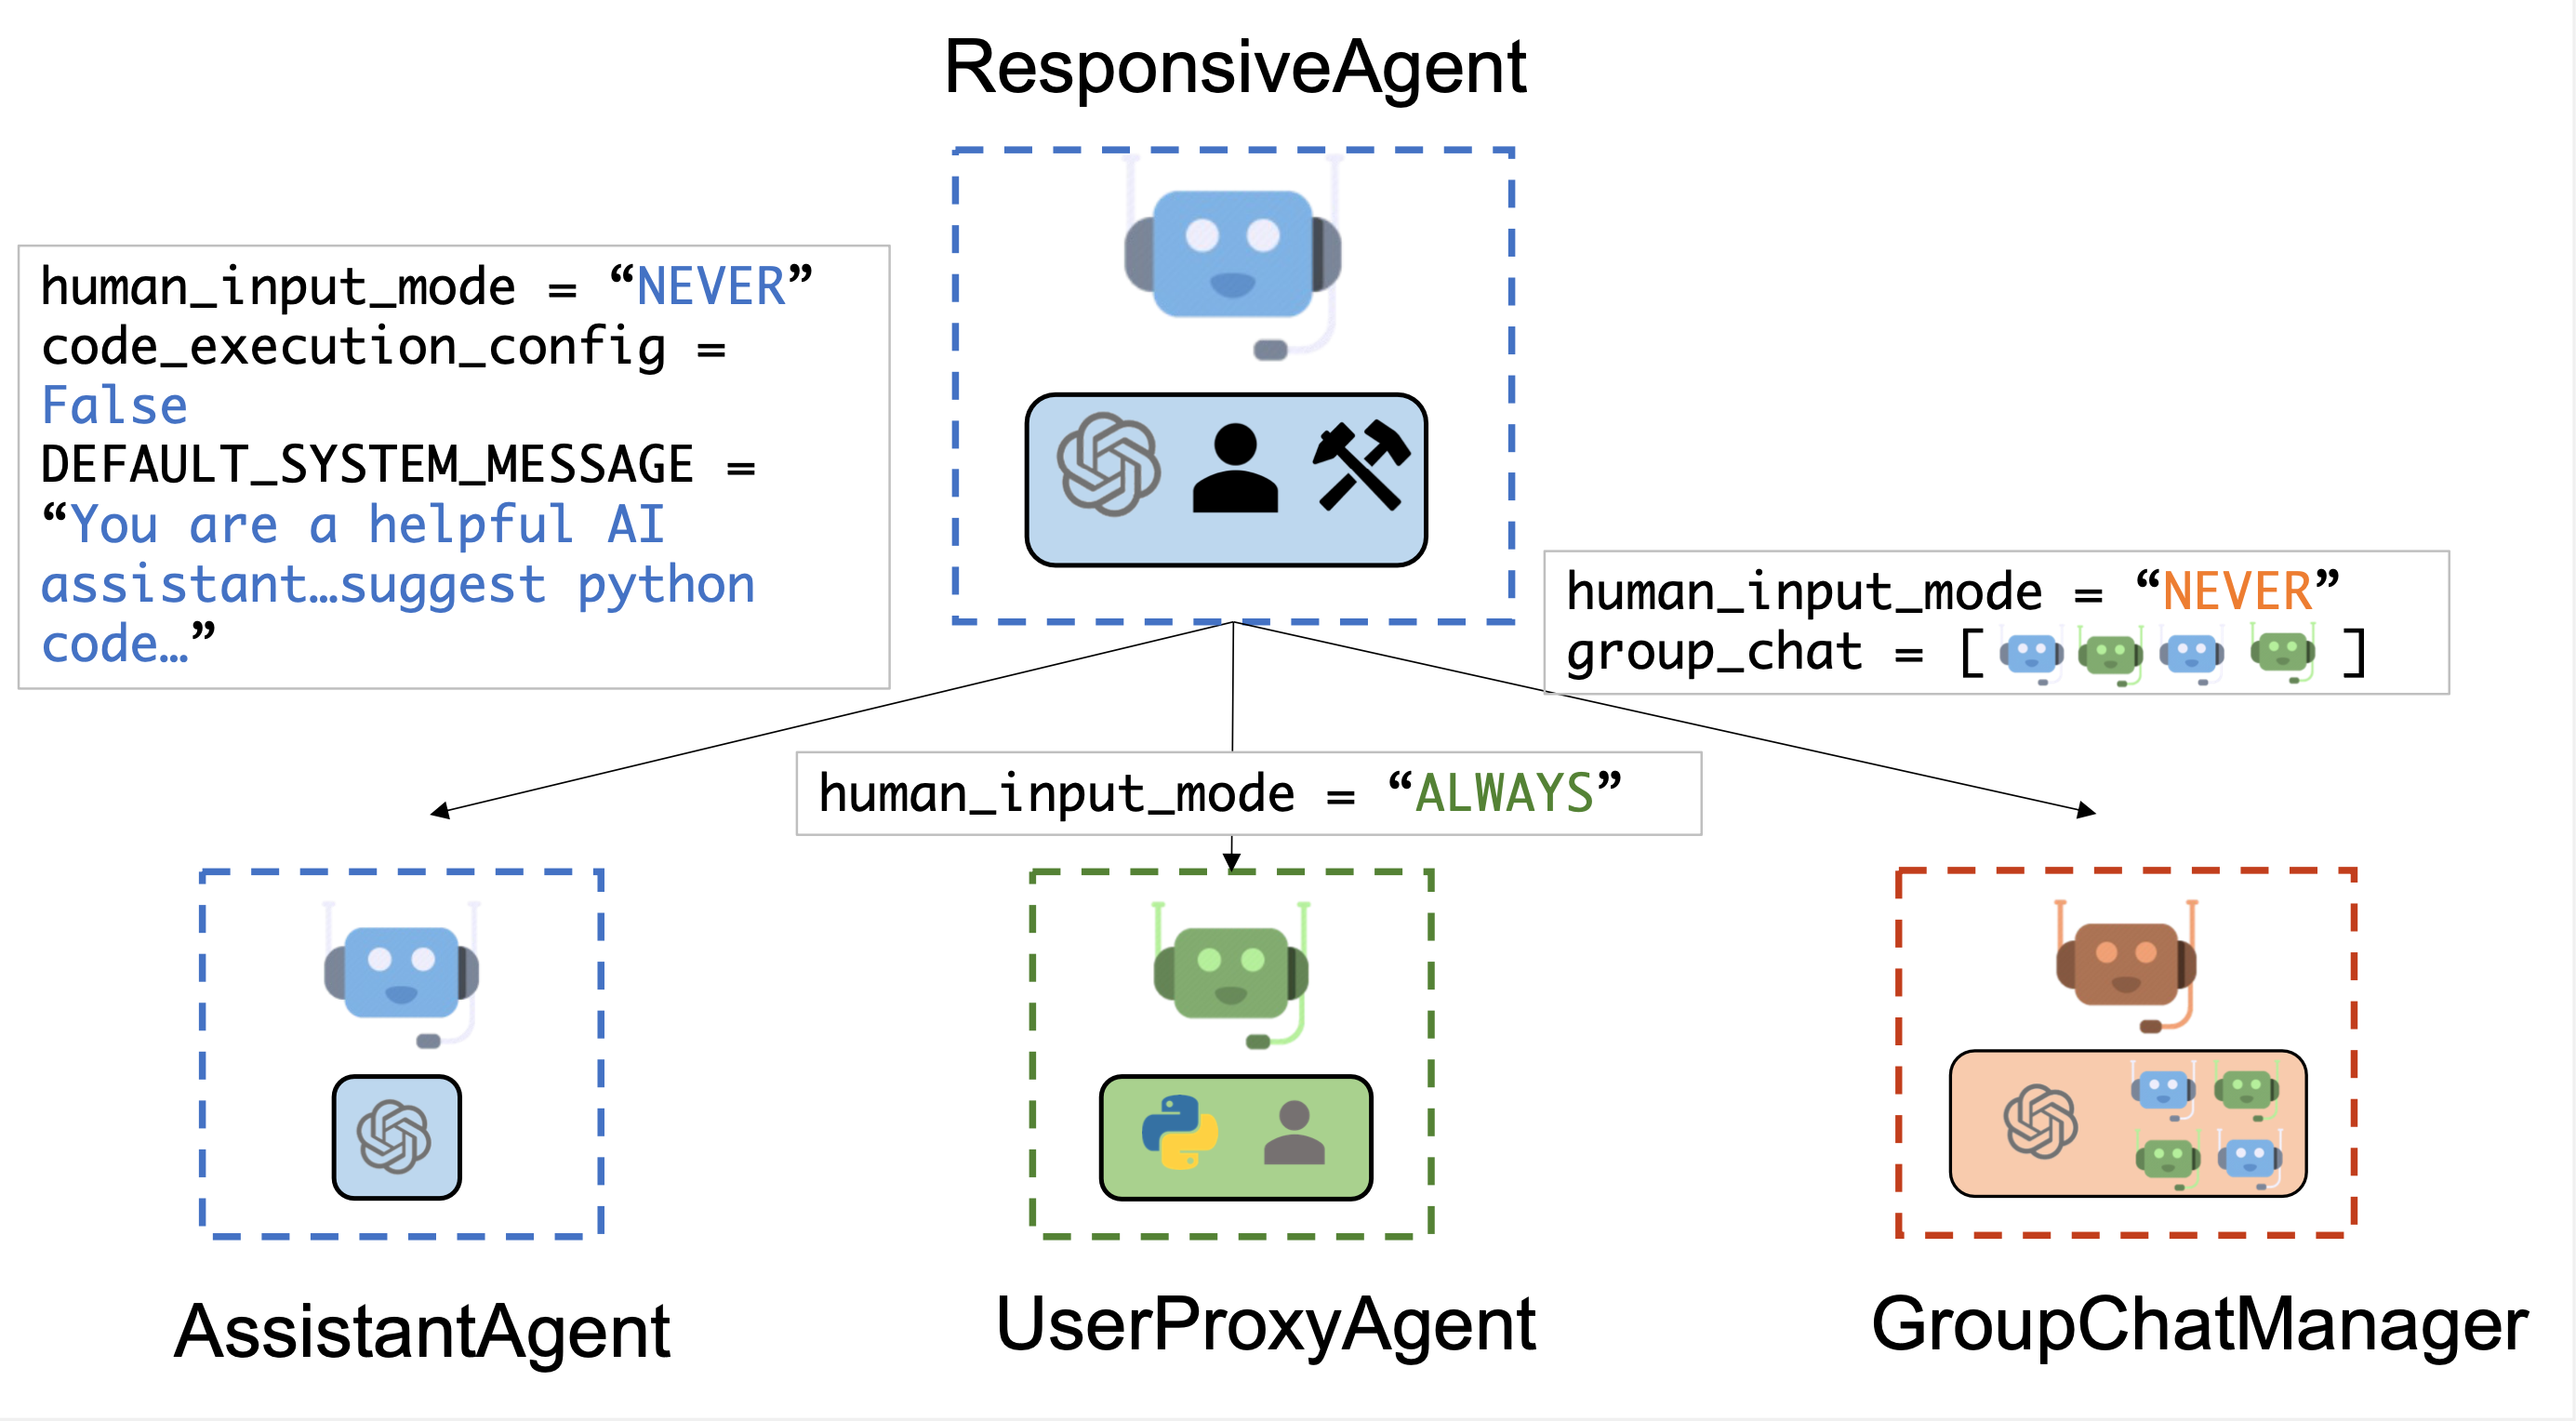 ResponsiveAgent
human_input_mode = “NEVER”
code_execution_config =
False
DEFAULT_SYSTEM_MESSAGE =
“You are a helpful AI
assistant…suggest python
code…”
human_input_mode = “NEVER”
group_chat = [ ]
human_input_mode = “ALWAYS”
AssistantAgent
UserProxyAgent
GroupChatManager